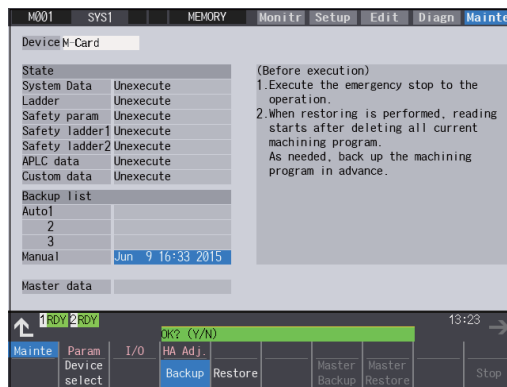 M001 SYS1 MEMORY Monitr Setup Edit Diagn Mainte
Device M-Card
State
System Data Unexecute
Ladder Unexecute
Safety param Unexecute
Safety ladder1 Unexecute
Safety ladder2 Unexecute
APLC data Unexecute
Custom data Unexecute
Backup list
Auto1
2
3
Manual Jun 9 16:33 2015
Master data
(Before execution)
1.Execute the emergency stop to the
operation.
2.When restoring is performed, reading
starts after deleting all current
machining program.
As needed, back up the machining
program in advance.
1 RDY 2 RDY 13:23
OK? (Y/N)
Mainte Param I/O HA Adj.
Device select Backup Restore Master Backup Master Restore Stop